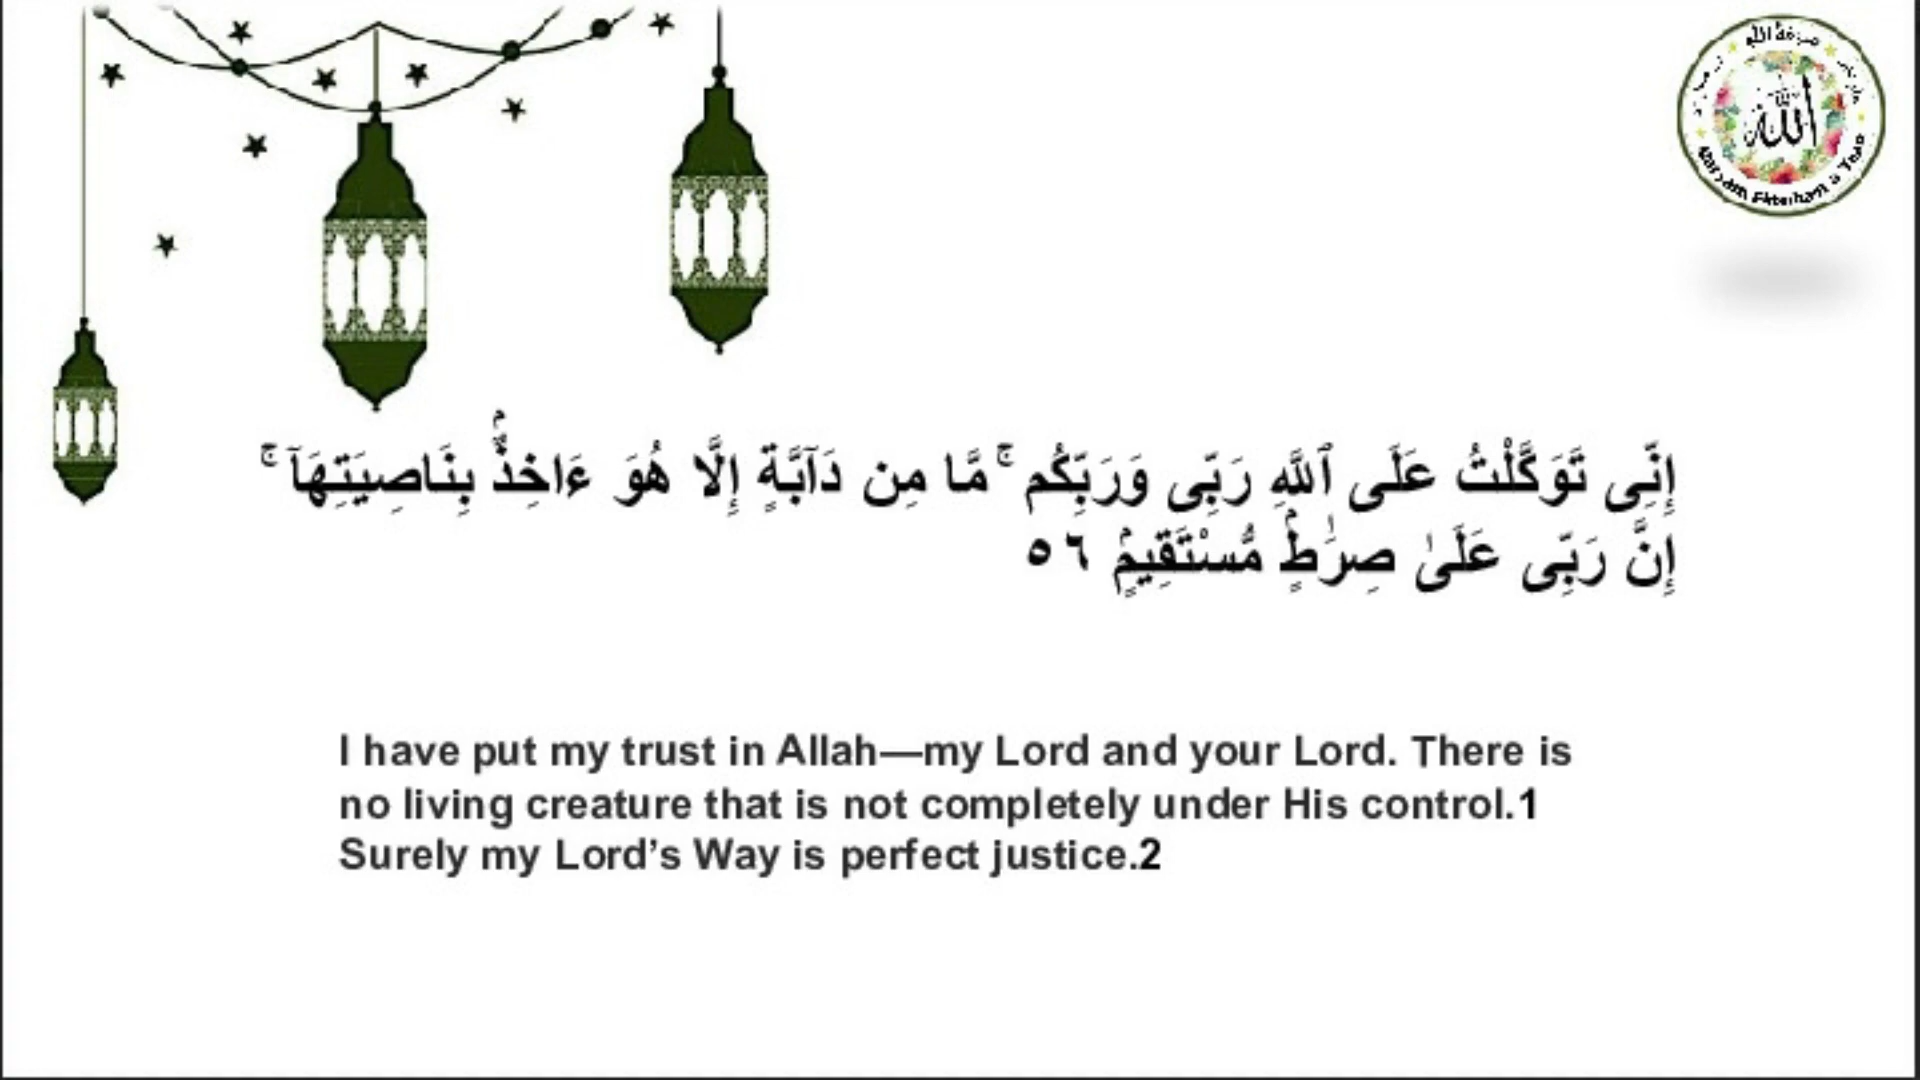 الله
إِنِّى تَوَكَّلْتُ عَلَى ٱللَّهِ رَبِّى وَرَبِّكُم ۚ مَّا مِن دَآبَّةٍ إِلَّا هُوَ ءَاخِذٌۢ بِنَاصِيَتِهَآ ۚ
إِنَّ رَبِّى عَلَىٰ صِرَٰطٍۢ مُّسْتَقِيمٍۢ ٥٦
I have put my trust in Allah—my Lord and your Lord. There is
no living creature that is not completely under His control.1
Surely my Lord’s Way is perfect justice.2